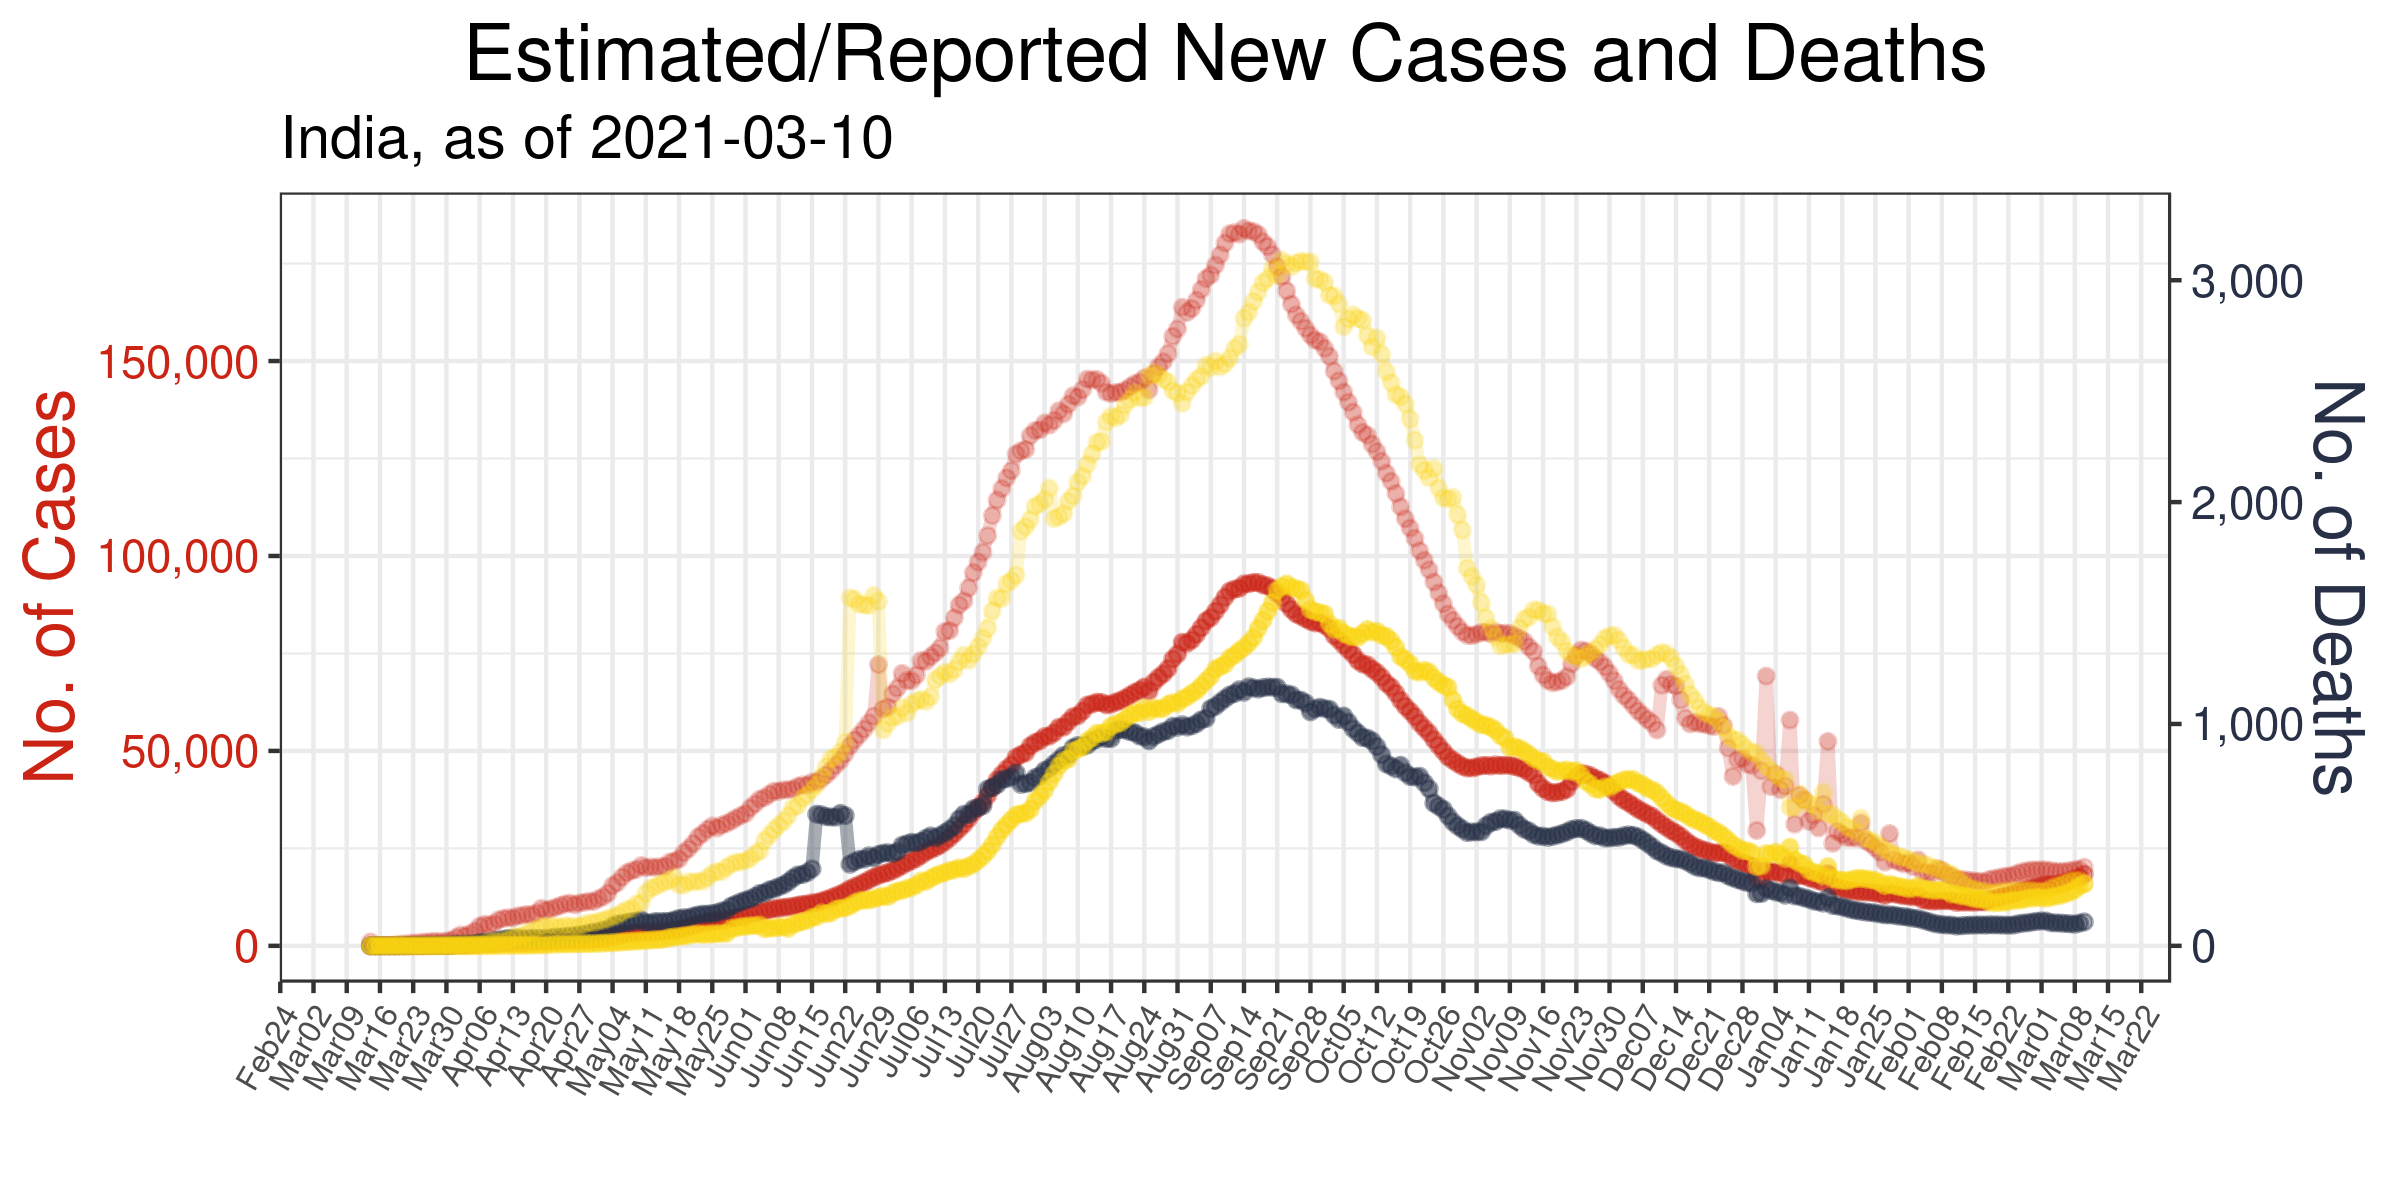 Estimated/Reported New Cases and Deaths
India, as of 2021-03-10
No. of Cases
150,000
100,000
50,000
0
3,000
2,000
1,000
0
No. of Deaths
Feb24
Mar02
Mar09
Mar16
Mar23
Mar30
Apr06
Apr13
Apr20
Apr27
May04
May11
May18
May25
Jun01
Jun08
Jun15
Jun22
Jun29
Jul06
Jul13
Jul20
Jul27
Aug03
Aug10
Aug17
Aug24
Aug31
Sep07
Sep14
Sep21
Sep28
Oct05
Oct12
Oct19
Oct26
Nov02
Nov09
Nov16
Nov23
Nov30
Dec07
Dec14
Dec21
Dec28
Jan04
Jan11
Jan18
Jan25
Feb01
Feb08
Feb15
Feb22
Mar01
Mar08
Mar15
Mar22